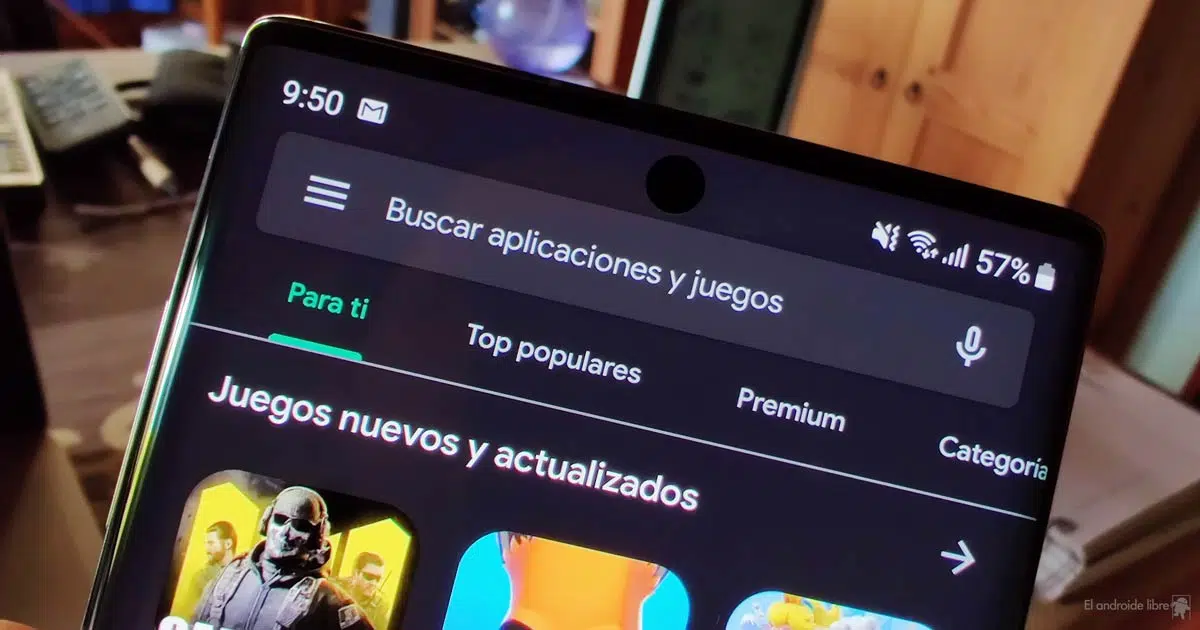 9:50
57%
Buscar aplicaciones y juegos
Para ti
Top populares
Premium
Categoría
Juegos nuevos y actualizados
El androide libre